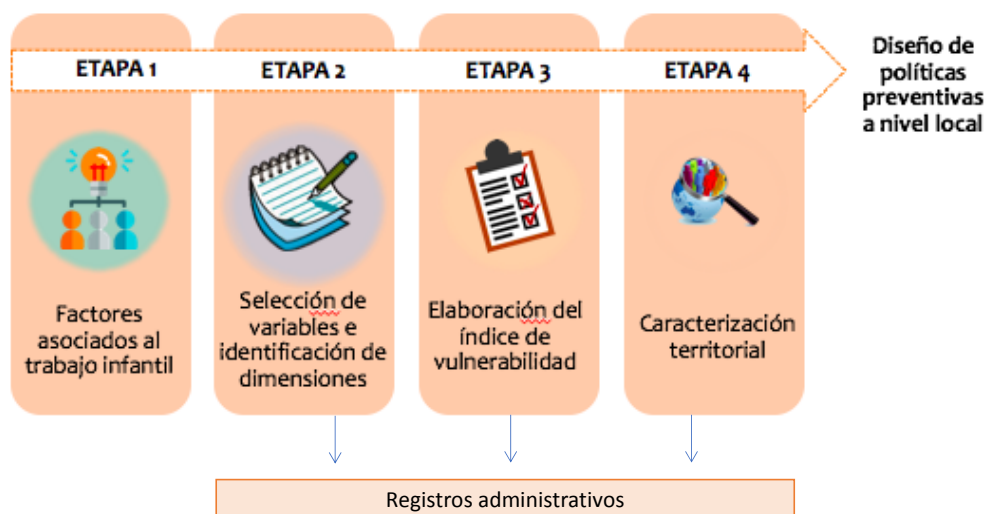 ETAPA 1
ETAPA 2
ETAPA 3
ETAPA 4
Diseño de
políticas
preventivas
a nivel local
Factores
asociados al
trabajo infantil
Selección de
variables e
identificación de
dimensiones
Elaboración del
índice de
vulnerabilidad
Caracterización
territorial
Registros administrativos